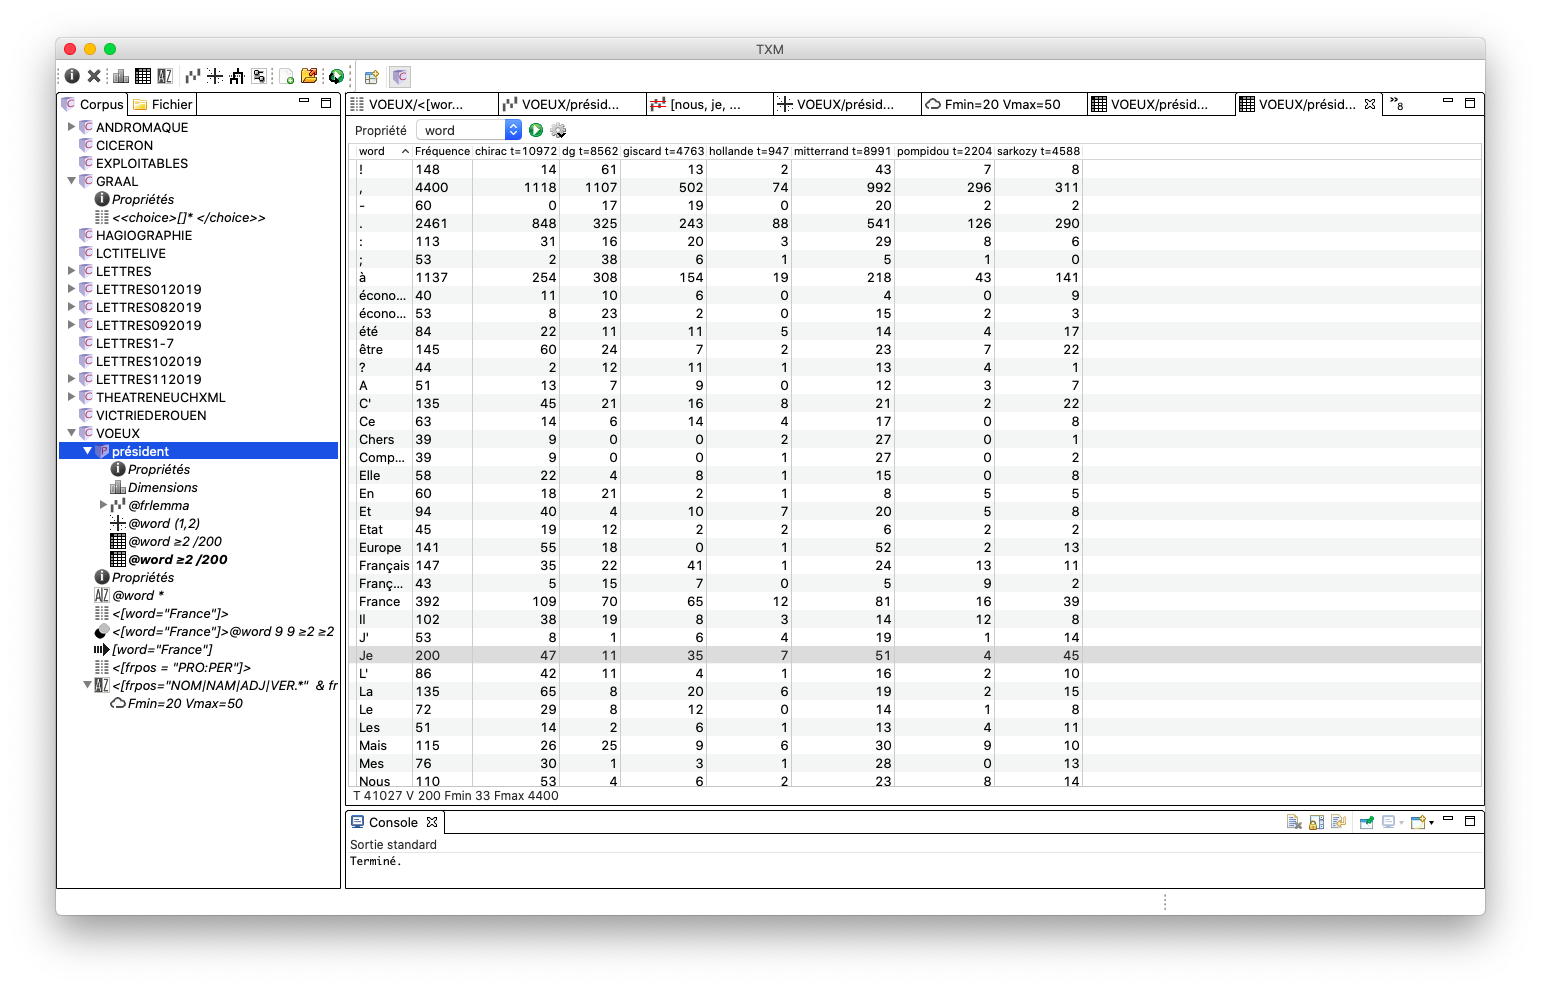 TXM
Corpus Fichier
ANDROMAQUE
CICERON
EXPLOITABLES
GRAAL
Propriétés
<<choice>[]* </choice>>
HAGIOGRAPHIE
LCTITELIVE
LETTRES
LETTRES012019
LETTRES082019
LETTRES092019
LETTRES1-7
LETTRES102019
LETTRES112019
THEATRENEUCHXML
VICTRIEDEROUEN
VOEUX
président
Propriétés
Dimensions
@frlemma
@word (1,2)
@word ≥2 /200
@word ≥2 /200
Propriétés
@word *
<[word="France"]>
<[word="France"]>@word 9 9 ≥2 ≥2
[word="France"]
<[frpos = "PRO:PER"]>
<[frpos="NOM|NAM|ADJ|VER.*" & fr
Fmin=20 Vmax=50
VOEUX/<[wor... VOEUX/présid... [nous, je, ... VOEUX/présid... Fmin=20 Vmax=50 VOEUX/présid... VOEUX/présid... »8
Propriété word
word Fréquence chirac t=10972 dg t=8562 giscard t=4763 hollande t=947 mitterrand t=8991 pompidou t=2204 sarkozy t=4588
! 148 14 61 13 2 43 7 8
, 4400 1118 1107 502 74 992 296 311
- 60 0 17 19 0 20 2 2
. 2461 848 325 243 88 541 126 290
: 113 31 16 20 3 29 8 6
; 53 2 38 6 1 5 1 0
à 1137 254 308 154 19 218 43 141
écono... 40 11 10 6 0 4 0 9
écono... 53 8 23 2 0 15 2 3
été 84 22 11 11 5 14 4 17
être 145 60 24 7 2 23 7 22
? 44 2 12 11 1 13 4 1
A 51 13 7 9 0 12 3 7
C' 135 45 21 16 8 21 2 22
Ce 63 14 6 14 4 17 0 8
Chers 39 9 0 0 2 27 0 1
Comp... 39 9 0 0 1 27 0 2
Elle 58 22 4 8 1 15 0 8
En 60 18 21 2 1 8 5 5
Et 94 40 4 10 7 20 5 8
Etat 45 19 12 2 2 6 2 2
Europe 141 55 18 0 1 52 2 13
Français 147 35 22 41 1 24 13 11
Franç... 43 5 15 7 0 5 9 2
France 392 109 70 65 12 81 16 39
Il 102 38 19 8 3 14 12 8
J' 53 8 1 6 4 19 1 14
Je 200 47 11 35 7 51 4 45
L' 86 42 11 4 1 16 2 10
La 135 65 8 20 6 19 2 15
Le 72 29 8 12 0 14 1 8
Les 51 14 2 6 1 13 4 11
Mais 115 26 25 9 6 30 9 10
Mes 76 30 1 3 1 28 0 13
Nous 110 53 4 6 2 23 8 14
T 41027 V 200 Fmin 33 Fmax 4400
Console
Sortie standard
Terminé.